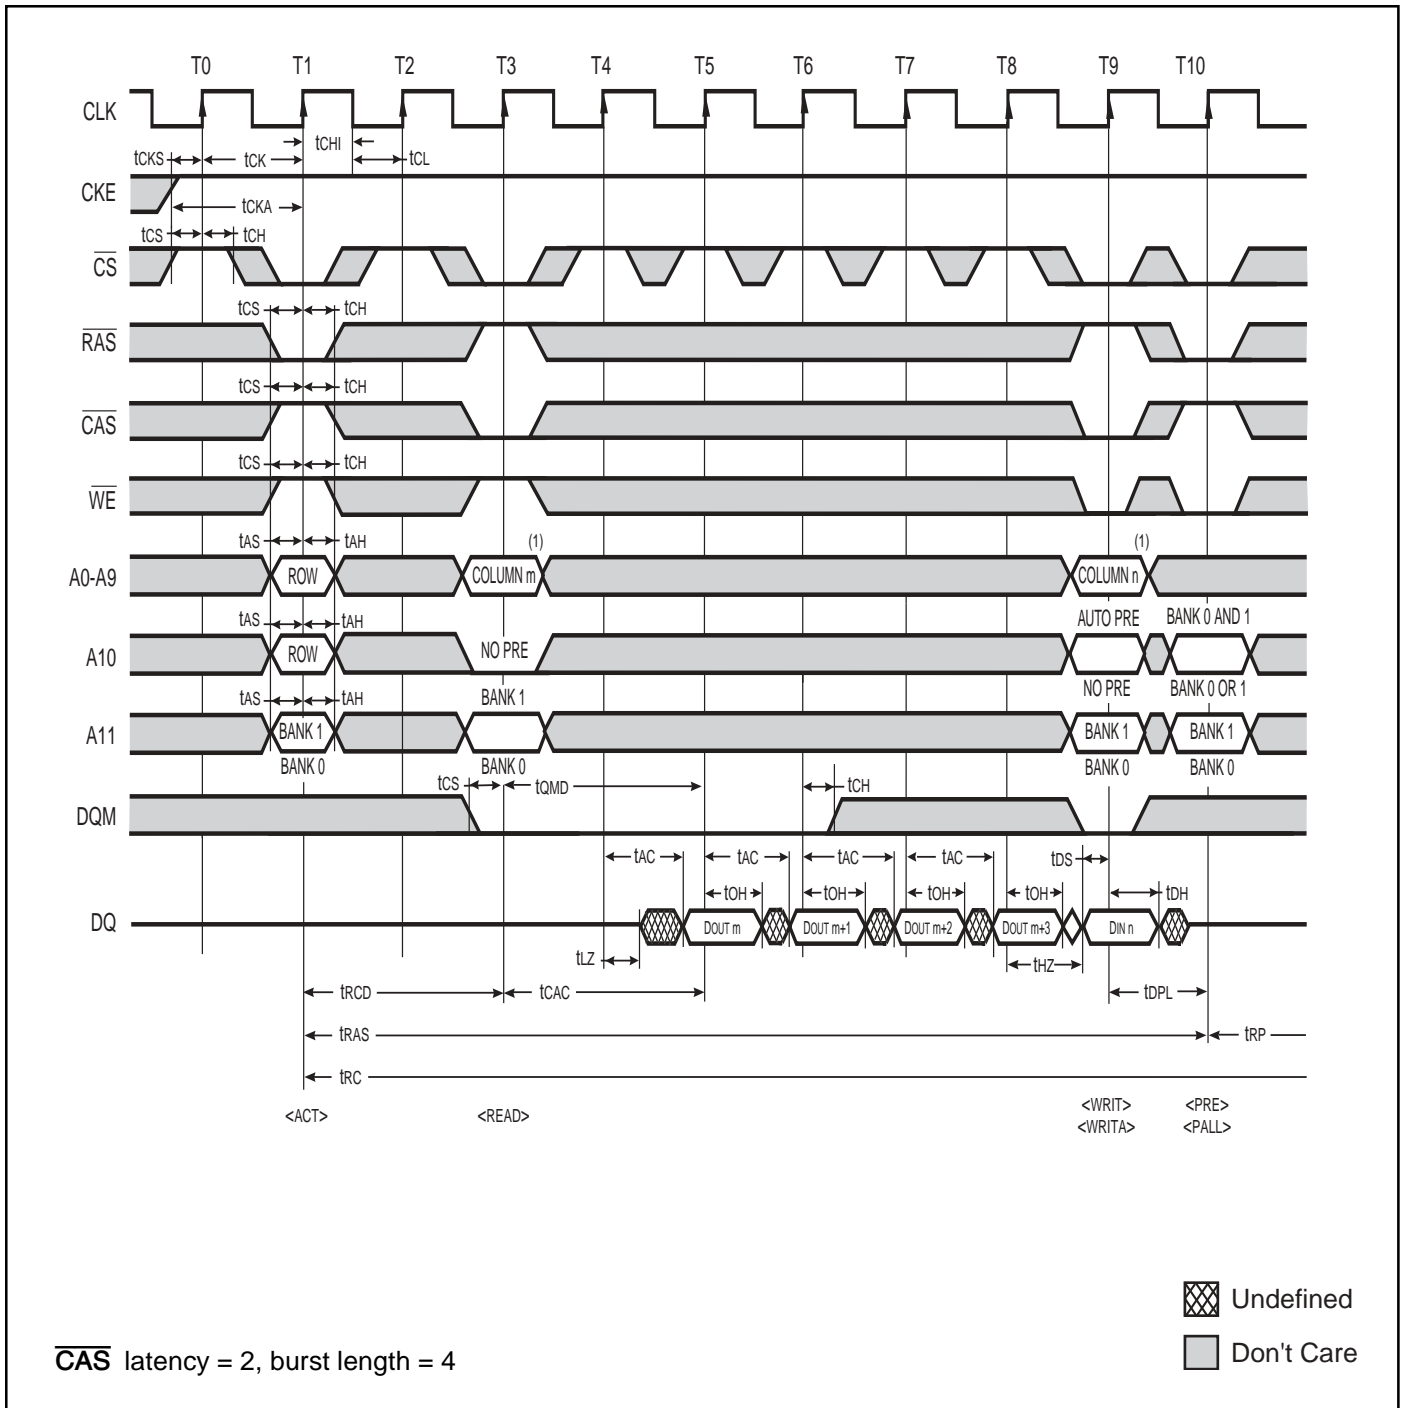 T0 T1 T2 T3 T4 T5 T6 T7 T8 T9 T10
CLK
tCHI
tCKS tCK tCL
CKE
tCKA
tCS tCH
CS
tCS tCH
RAS
tCS tCH
CAS
tCS tCH
WE
tAS tAH (1) (1)
A0-A9 ROW COLUMN m COLUMN n
tAS tAH AUTO PRE BANK 0 AND 1
A10 ROW NO PRE
tAS tAH BANK 1 NO PRE BANK 0 OR 1
A11 BANK 1 BANK 1 BANK 1
BANK 0 BANK 0 BANK 0 BANK 0
tCS tQMD tCH
DQM
tAC tAC tAC tAC tDS
tOH tOH tOH tOH tDH
DQ DOUT m DOUT m+1 DOUT m+2 DOUT m+3 DIN n
tLZ tHZ
tRCD tCAC tDPL
tRAS tRP
tRC
<ACT> <READ> <WRIT> <PRE>
<WRITA> <PALL>
Undefined
Don't Care
CAS latency = 2, burst length = 4